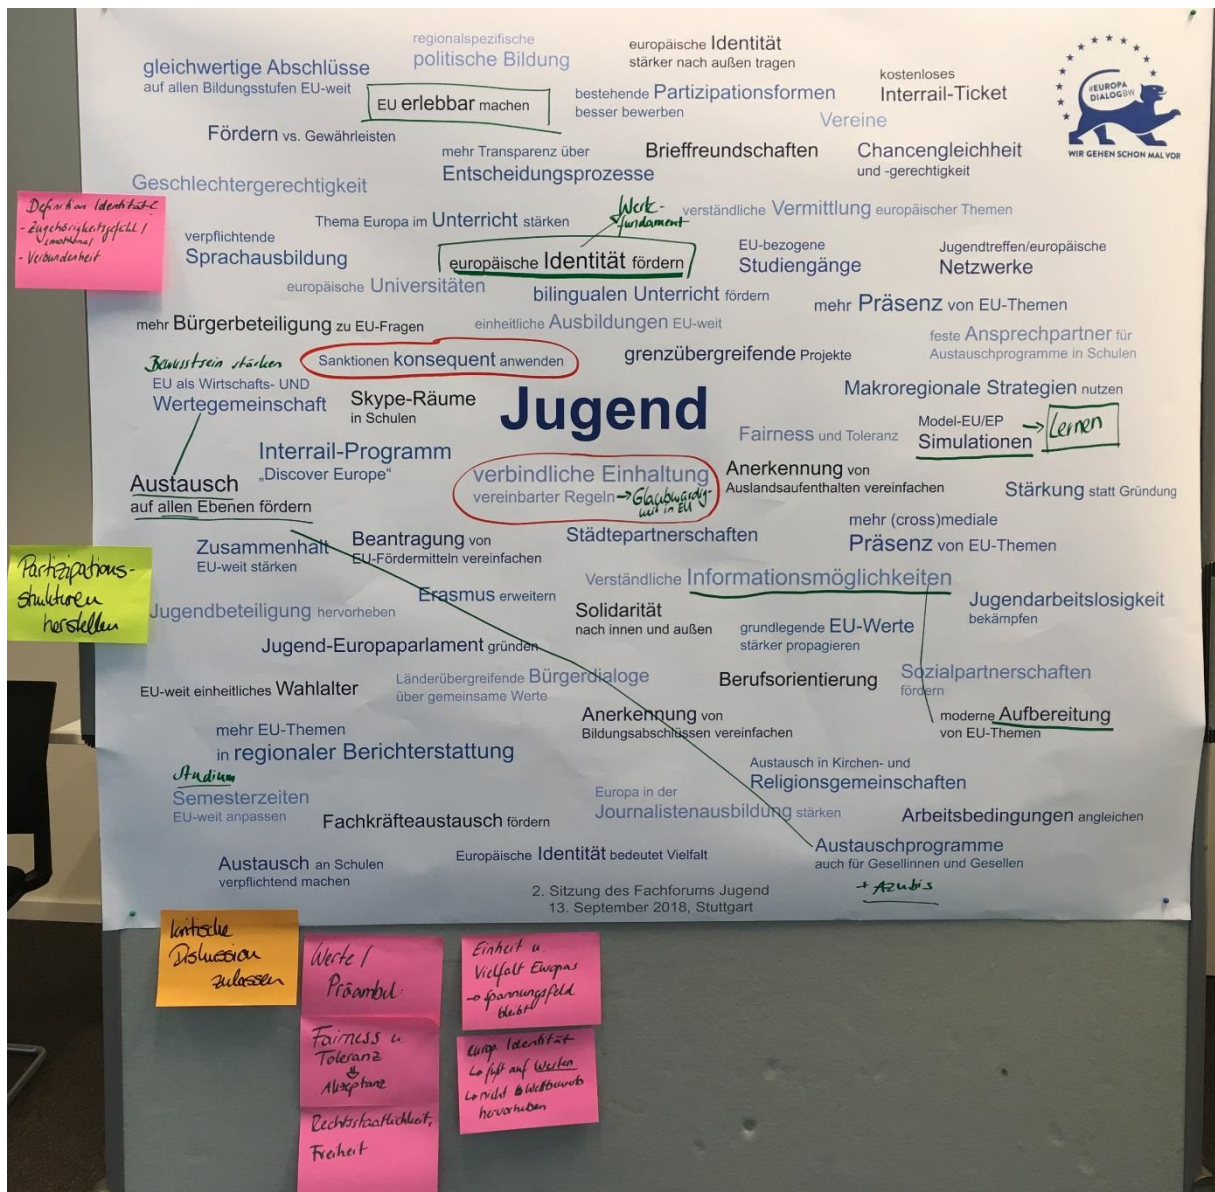 regionalspezifische
politische Bildung
europäische Identität
stärker nach außen tragen
gleichwertige Abschlüsse
auf allen Bildungsstufen EU-weit
EU erlebbar machen
bestehende Partizipationsformen
besser bewerben
kostenloses
Interrail-Ticket
#EUROPA
DIALOGBW
WIR GEHEN SCHON MAL VOR
Vereine
Fördern vs. Gewährleisten
mehr Transparenz über
Entscheidungsprozesse
Brieffreundschaften
Chancengleichheit
und -gerechtigkeit
Geschlechtergerechtigkeit
Definition Identität?
- Zugehörigkeitsgefühl /
emotional
- Verbundenheit
Thema Europa im Unterricht stärken
Werte-
fundament
verständliche Vermittlung europäischer Themen
verpflichtende
Sprachausbildung
europäische Identität fördern
EU-bezogene
Studiengänge
Jugendtreffen/europäische
Netzwerke
europäische Universitäten
bilingualen Unterricht fördern
mehr Präsenz von EU-Themen
mehr Bürgerbeteiligung zu EU-Fragen
einheitliche Ausbildungen EU-weit
feste Ansprechpartner für
Austauschprogramme in Schulen
Bewusstsein stärken
EU als Wirtschafts- UND
Wertegemeinschaft
Sanktionen konsequent anwenden
grenzübergreifende Projekte
Skype-Räume
in Schulen
Jugend
Makroregionale Strategien nutzen
Fairness und Toleranz
Model-EU/EP
Simulationen
→ Lernen
Interrail-Programm
„Discover Europe“
verbindliche Einhaltung
vereinbarter Regeln → Glaubwürdig-
keit in EU
Anerkennung von
Auslandsaufenthalten vereinfachen
Austausch
auf allen Ebenen fördern
Stärkung statt Gründung
Zusammenhalt
EU-weit stärken
Beantragung von
EU-Fördermitteln vereinfachen
Städtepartnerschaften
mehr (cross)mediale
Präsenz von EU-Themen
Partizipations-
strukturen
herstellen
Verständliche Informationsmöglichkeiten
Jugendbeteiligung hervorheben
Erasmus erweitern
Solidarität
nach innen und außen
grundlegende EU-Werte
stärker propagieren
Jugendarbeitslosigkeit
bekämpfen
Jugend-Europaparlament gründen
EU-weit einheitliches Wahlalter
Länderübergreifende Bürgerdialoge
über gemeinsame Werte
Berufsorientierung
Sozialpartnerschaften
fördern
mehr EU-Themen
in regionaler Berichterstattung
Anerkennung von
Bildungsabschlüssen vereinfachen
moderne Aufbereitung
von EU-Themen
Studium
Semesterzeiten
EU-weit anpassen
Austausch in Kirchen- und
Religionsgemeinschaften
Fachkräfteaustausch fördern
Europa in der
Journalistenausbildung stärken
Arbeitsbedingungen angleichen
Austausch an Schulen
verpflichtend machen
Europäische Identität bedeutet Vielfalt
Austauschprogramme
auch für Gesellinnen und Gesellen
+ Azubis
2. Sitzung des Fachforums Jugend
13. September 2018, Stuttgart
kritische
Diskussion
zulassen
Werte /
Präambel:
Fairness u.
Toleranz
⇓
Akzeptanz
Rechtsstaatlichkeit,
Freiheit
Einheit u.
Vielfalt Europas
→ Spannungsfeld
bleibt
europ. Identität
↳ fußt auf Werten
↳ nicht Wettbewerb
hervorheben